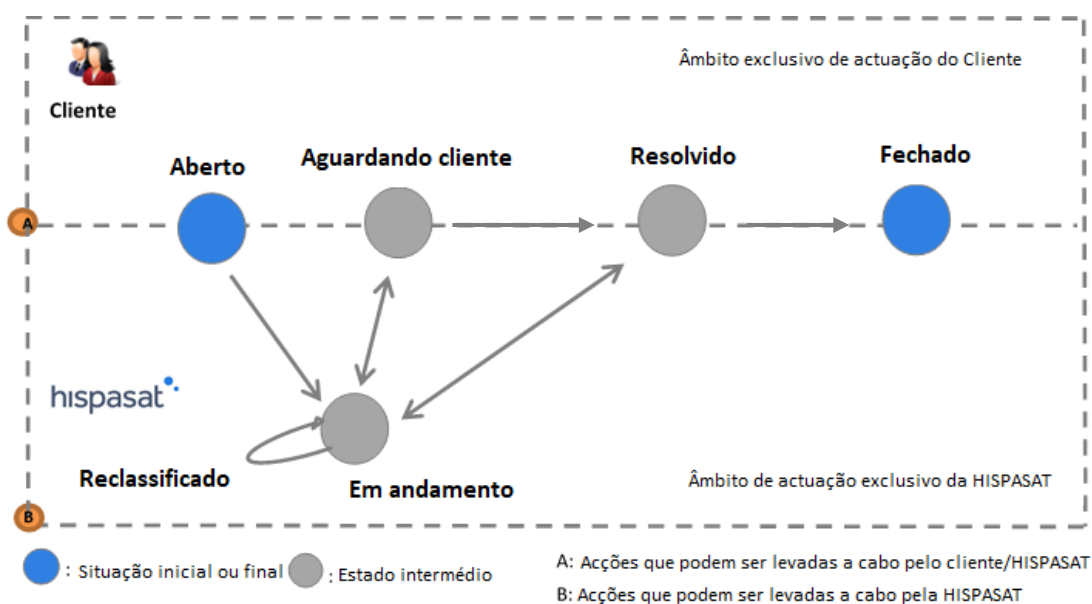 Âmbito exclusivo de actuação do Cliente
Cliente
Aberto
Aguardando cliente
Resolvido
Fechado
A
hispasat
Reclassificado
Em andamento
Âmbito de actuação exclusivo da HISPASAT
B
: Situação inicial ou final
: Estado intermédio
A: Acções que podem ser levadas a cabo pelo cliente/HISPASAT
B: Acções que podem ser levadas a cabo pela HISPASAT